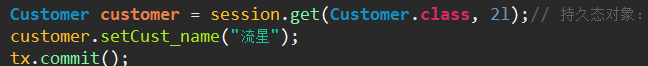 Customer customer = session.get(Customer.class, 2l);// 持久态对象:
customer.setCust_name("流星");
tx.commit();